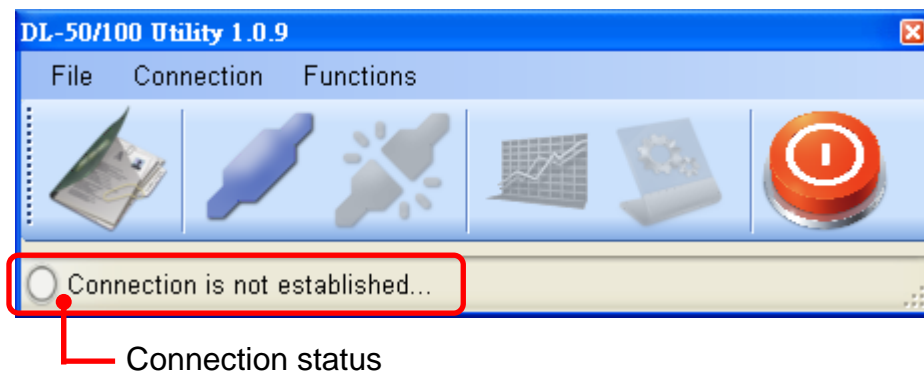 DL-50/100 Utility 1.0.9
File Connection Functions
Connection is not established...
Connection status